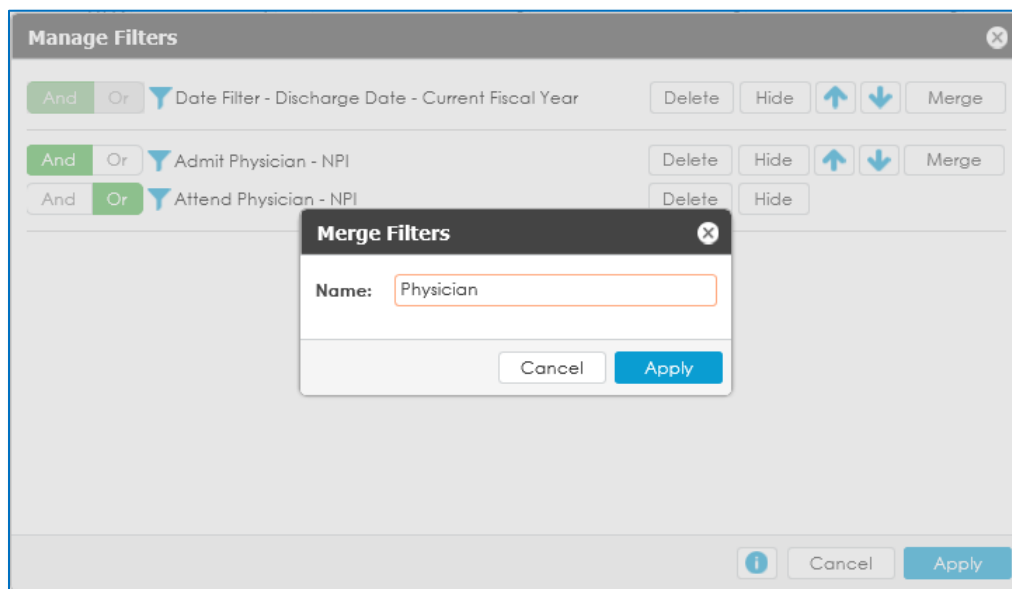 Manage Filters
And Or Date Filter - Discharge Date - Current Fiscal Year Delete Hide Merge
And Or Admit Physician - NPI Delete Hide Merge
And Or Attend Physician - NPI Delete Hide
Merge Filters
Name: Physician
Cancel Apply
Cancel Apply